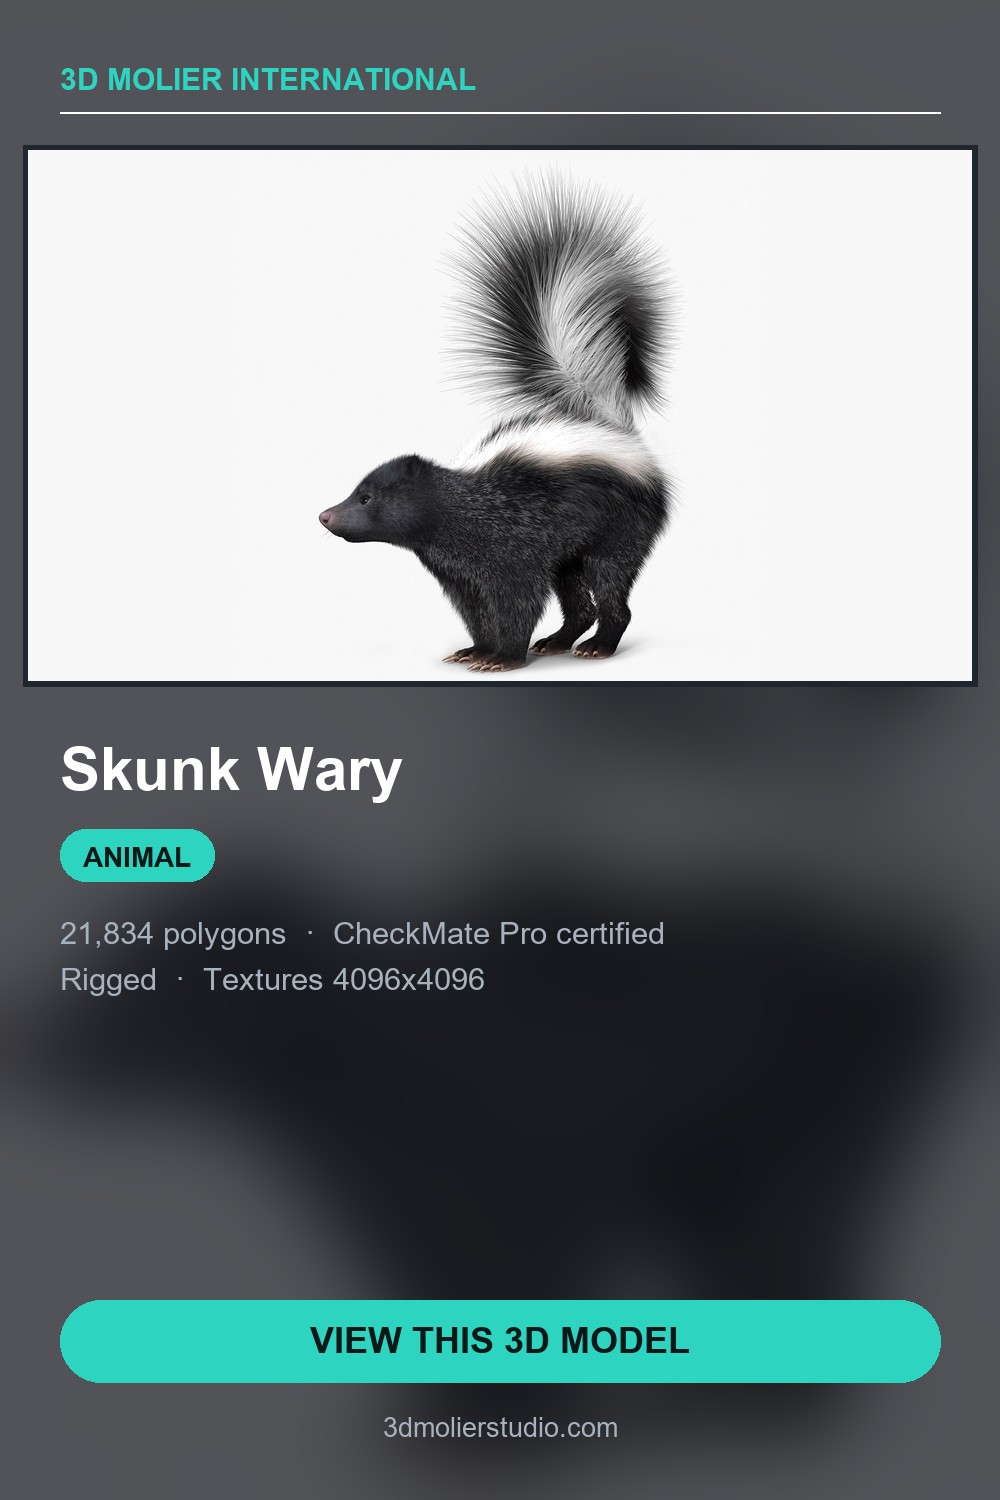 3D MOLIER INTERNATIONAL
Skunk Wary
ANIMAL
21,834 polygons · CheckMate Pro certified
Rigged · Textures 4096x4096
VIEW THIS 3D MODEL
3dmolierstudio.com